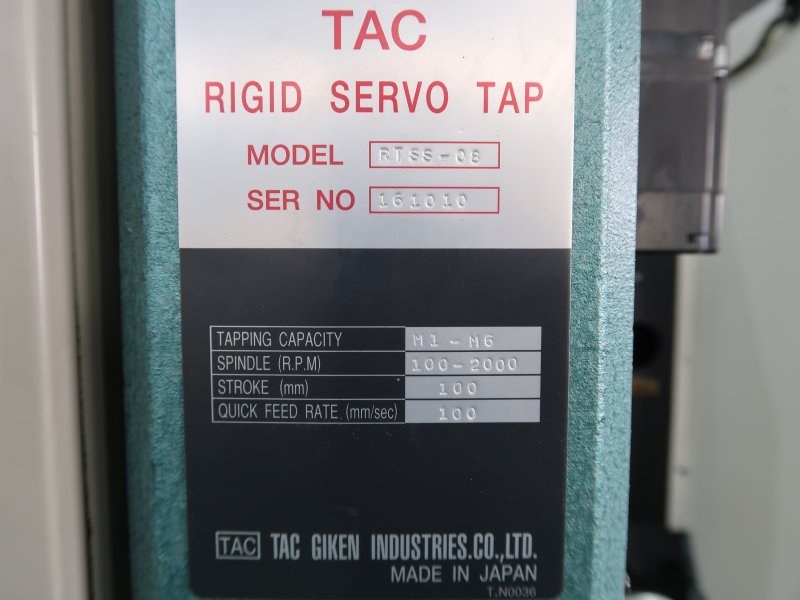 TAC
RIGID SERVO TAP
MODEL RTSS-08
SER NO 161010
TAPPING CAPACITY M1-M6
SPINDLE (R.P.M) 100-2000
STROKE (mm) 100
QUICK FEED RATE (mm/sec) 100
TAC TAC GIKEN INDUSTRIES.CO.,LTD.
MADE IN JAPAN
T.N0036